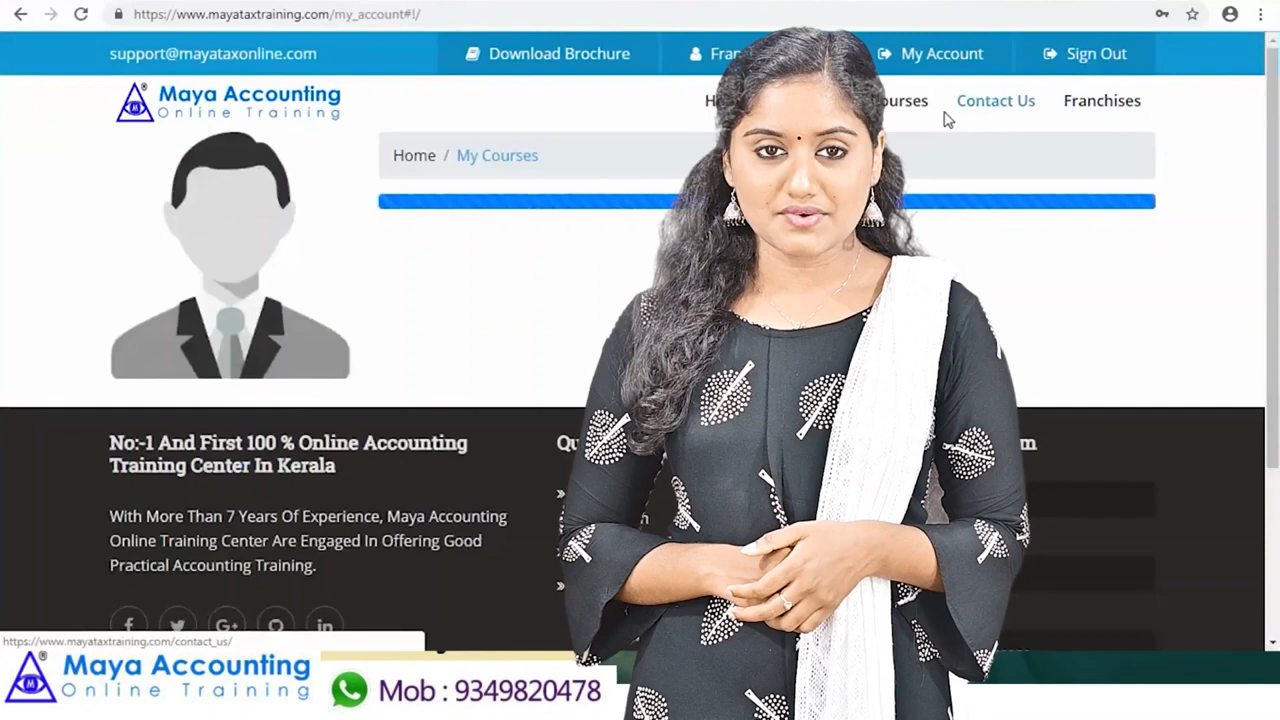 https://www.mayataxtraining.com/my_account#!/
support@mayataxonline.com
Download Brochure
My Account
Sign Out
Maya Accounting
Online Training
Contact Us
Franchises
Home / My Courses
No:-1 And First 100 % Online Accounting
Training Center In Kerala
With More Than 7 Years Of Experience, Maya Accounting
Online Training Center Are Engaged In Offering Good
Practical Accounting Training.
https://www.mayataxtraining.com/contact_us/
Maya Accounting
Online Training
Mob : 9349820478